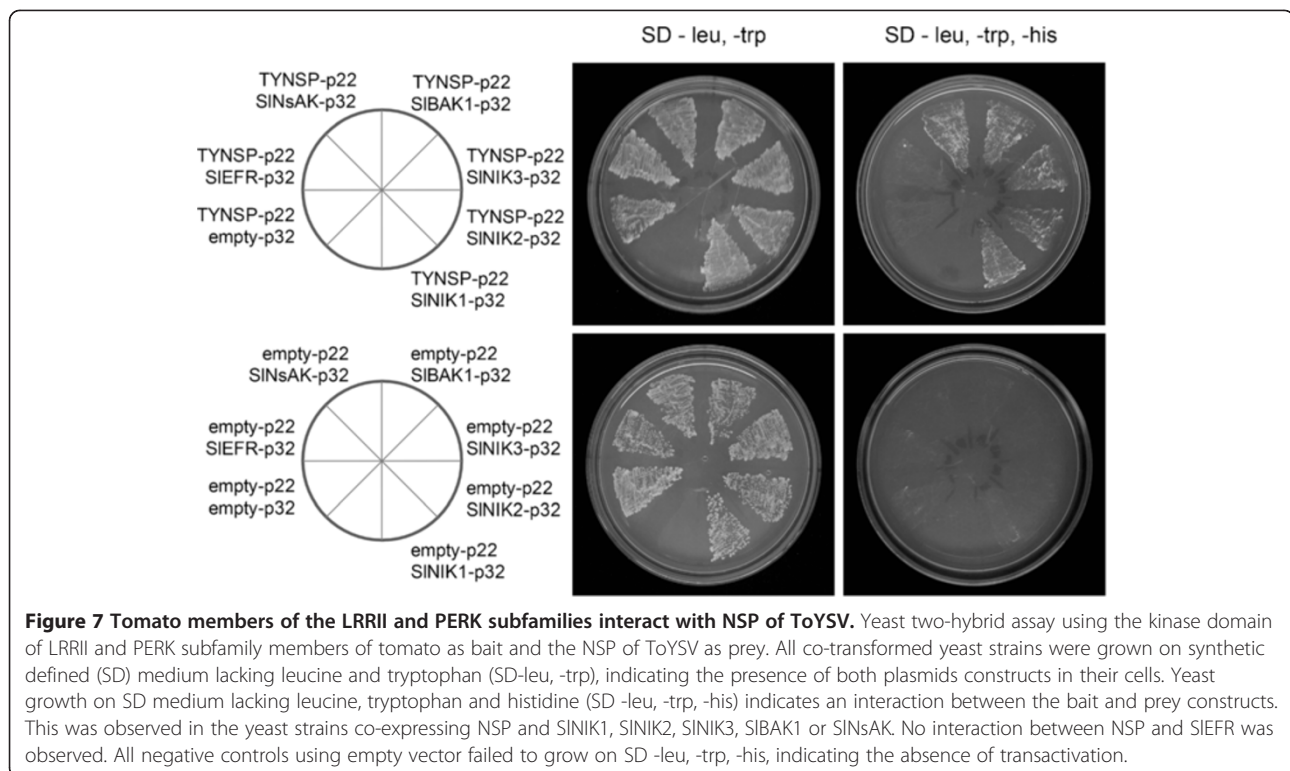 SD - leu, -trp
SD - leu, -trp, -his
TYNSP-p22
SlNsAK-p32
TYNSP-p22
SlBAK1-p32
TYNSP-p22
SlEFR-p32
TYNSP-p22
SlNIK3-p32
TYNSP-p22
empty-p32
TYNSP-p22
SlNIK2-p32
TYNSP-p22
SlNIK1-p32
empty-p22
SlNsAK-p32
empty-p22
SlBAK1-p32
empty-p22
SlEFR-p32
empty-p22
SlNIK3-p32
empty-p22
empty-p32
empty-p22
SlNIK2-p32
empty-p22
SlNIK1-p32
Figure 7 Tomato members of the LRRII and PERK subfamilies interact with NSP of ToYSV. Yeast two-hybrid assay using the kinase domain
of LRRII and PERK subfamily members of tomato as bait and the NSP of ToYSV as prey. All co-transformed yeast strains were grown on synthetic
defined (SD) medium lacking leucine and tryptophan (SD-leu, -trp), indicating the presence of both plasmids constructs in their cells. Yeast
growth on SD medium lacking leucine, tryptophan and histidine (SD -leu, -trp, -his) indicates an interaction between the bait and prey constructs.
This was observed in the yeast strains co-expressing NSP and SlNIK1, SlNIK2, SlNIK3, SlBAK1 or SlNsAK. No interaction between NSP and SlEFR was
observed. All negative controls using empty vector failed to grow on SD -leu, -trp, -his, indicating the absence of transactivation.